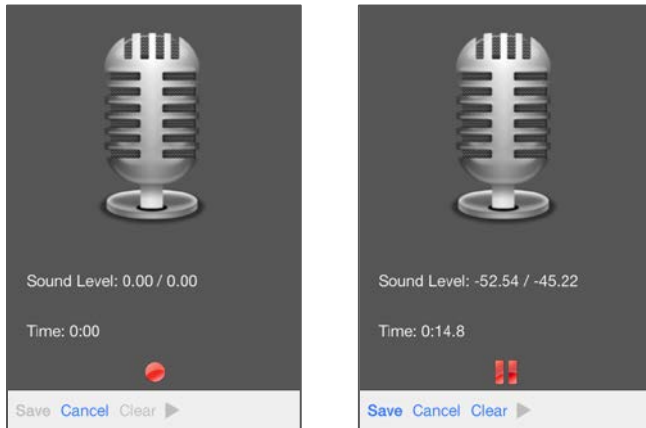 Sound Level: 0.00 / 0.00
Time: 0:00
Save Cancel Clear
Sound Level: -52.54 / -45.22
Time: 0:14.8
Save Cancel Clear